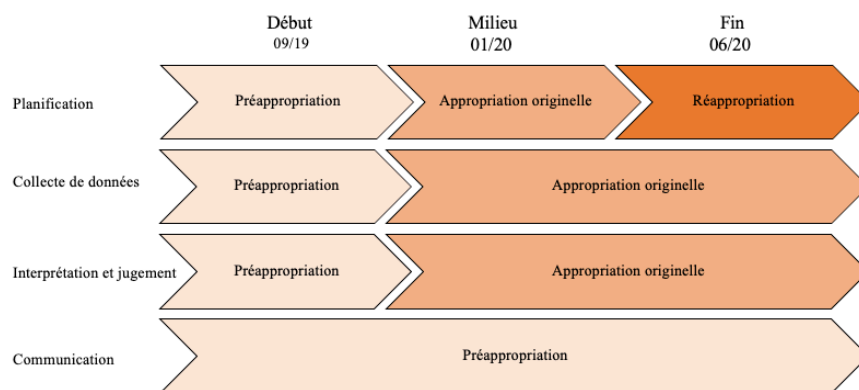 Début
Milieu
Fin
09/19
01/20
06/20
Planification
Préappropriation
Appropriation originelle
Réappropriation
Collecte de données
Préappropriation
Appropriation originelle
Interprétation et jugement
Préappropriation
Appropriation originelle
Communication
Préappropriation